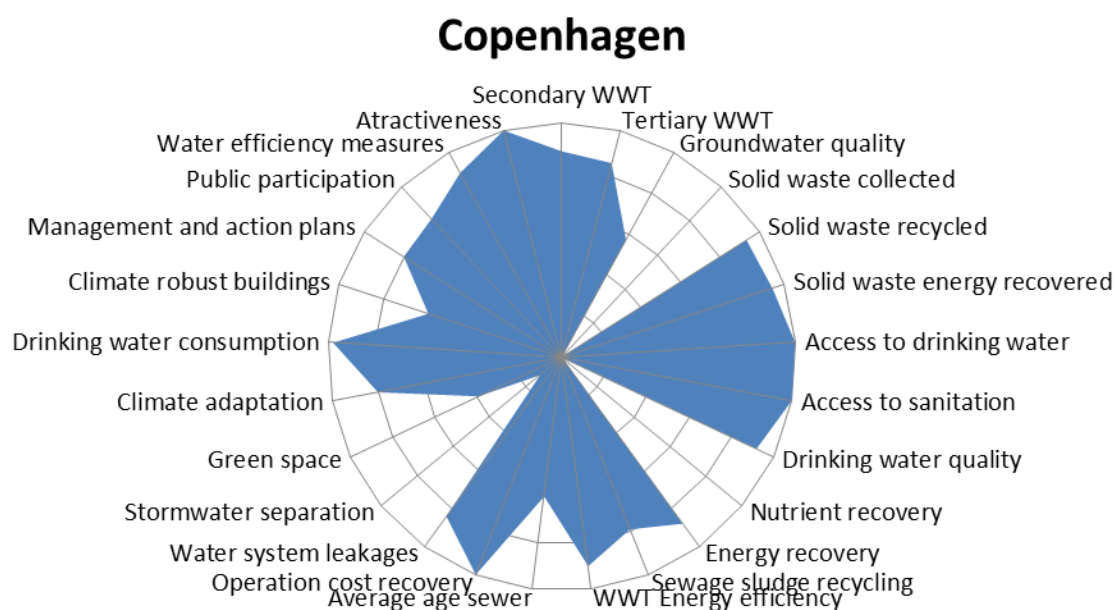 Copenhagen
Secondary WWT
Tertiary WWT
Groundwater quality
Solid waste collected
Solid waste recycled
Solid waste energy recovered
Access to drinking water
Access to sanitation
Drinking water quality
Nutrient recovery
Energy recovery
Sewage sludge recycling
WWT Energy efficiency
Average age sewer
Operation cost recovery
Water system leakages
Stormwater separation
Green space
Climate adaptation
Drinking water consumption
Climate robust buildings
Management and action plans
Public participation
Water efficiency measures
Atractiveness